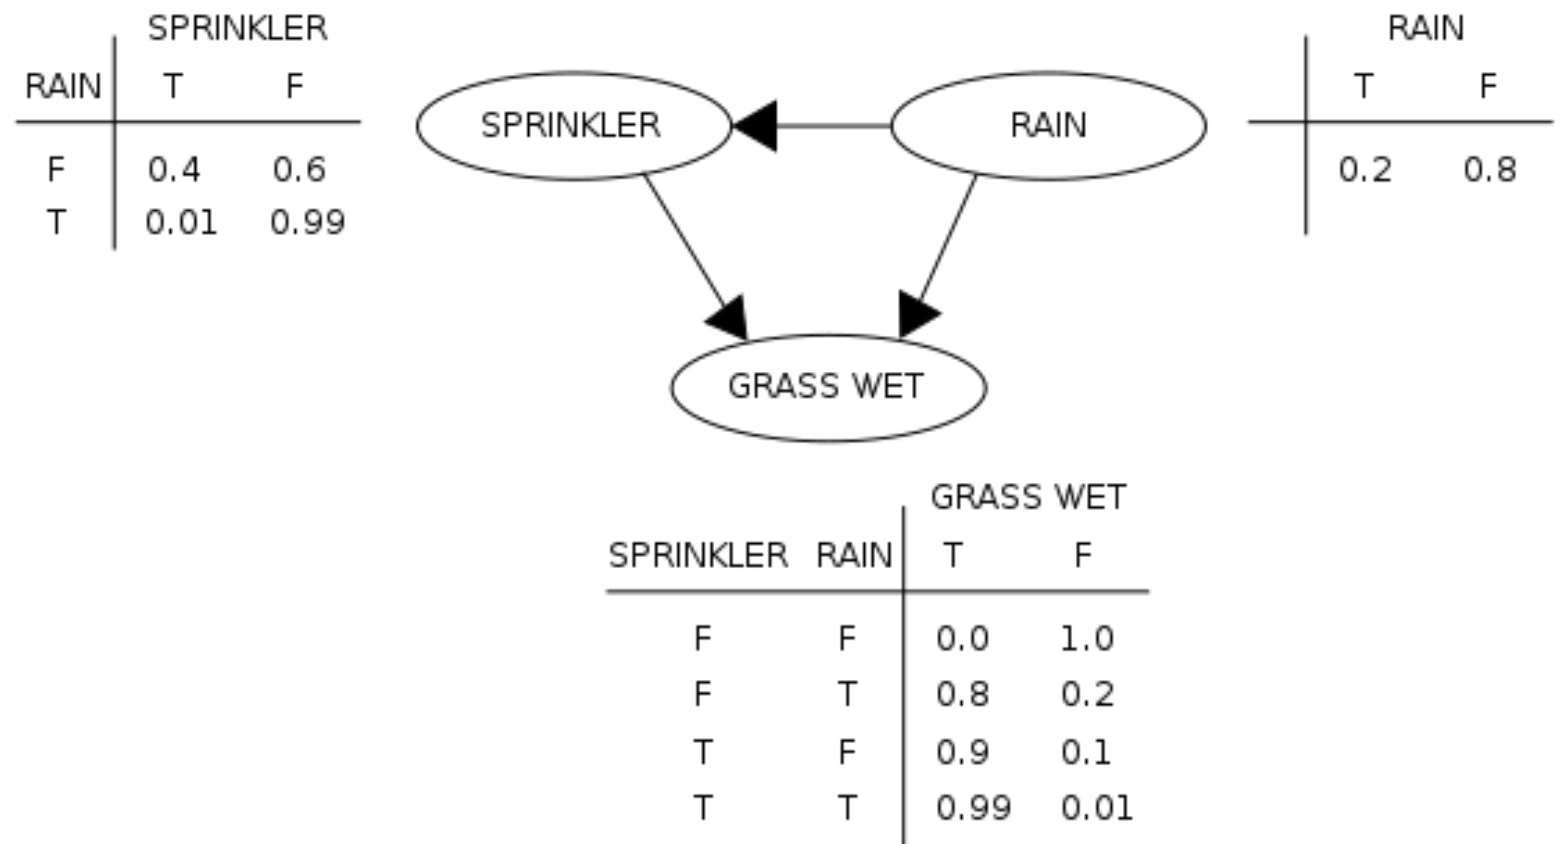 SPRINKLER
RAIN T F
F 0.4 0.6
T 0.01 0.99
SPRINKLER
RAIN
RAIN
T F
0.2 0.8
GRASS WET
GRASS WET
SPRINKLER RAIN T F
F F 0.0 1.0
F T 0.8 0.2
T F 0.9 0.1
T T 0.99 0.01